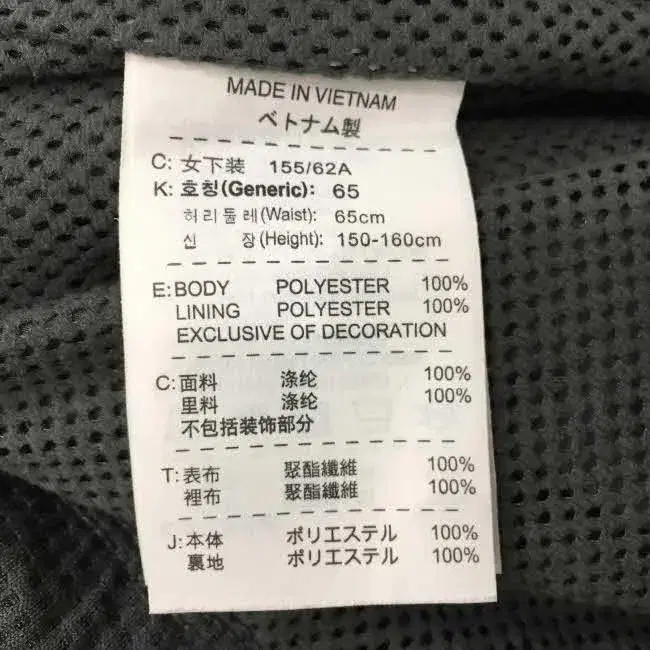 MADE IN VIETNAM
ベトナム製
C: 女下装 155/62A
K: 호칭(Generic): 65
허리둘레(Waist): 65cm
신 장(Height): 150-160cm
E: BODY POLYESTER 100%
LINING POLYESTER 100%
EXCLUSIVE OF DECORATION
C: 面料 涤纶 100%
里料 涤纶 100%
不包括装饰部分
T: 表布 聚酯纖維 100%
裡布 聚酯纖維 100%
J: 本体 ポリエステル 100%
裏地 ポリエステル 100%